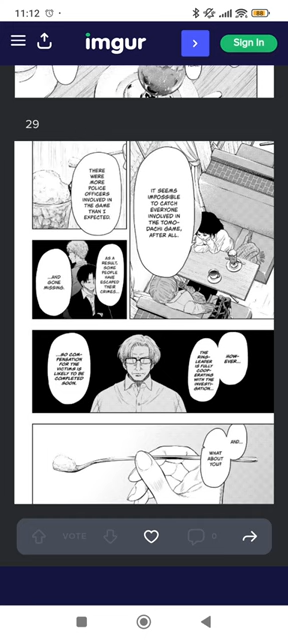 11:12
88
imgur
Sign In
29
IT SEEMS
IMPOSSIBLE
TO CATCH
EVERYONE
INVOLVED IN
THE TOMO-
DACHI GAME,
AFTER ALL.
THERE
WERE
MORE
POLICE
OFFICERS
INVOLVED IN
THE GAME
THAN I
EXPECTED.
AS A
RESULT,
SOME
PEOPLE
HAVE
ESCAPED
THEIR
CRIMES...
...AND
GONE
MISSING.
HOW-
EVER...
THE
RING-
LEADER
IS FULLY
COOP-
ERATING
WITH THE
INVESTI-
GATION...
...SO COM-
PENSATION
FOR THE
VICTIMS IS
LIKELY TO BE
COMPLETED
SOON.
AND...
WHAT
ABOUT
YOU?
VOTE
0